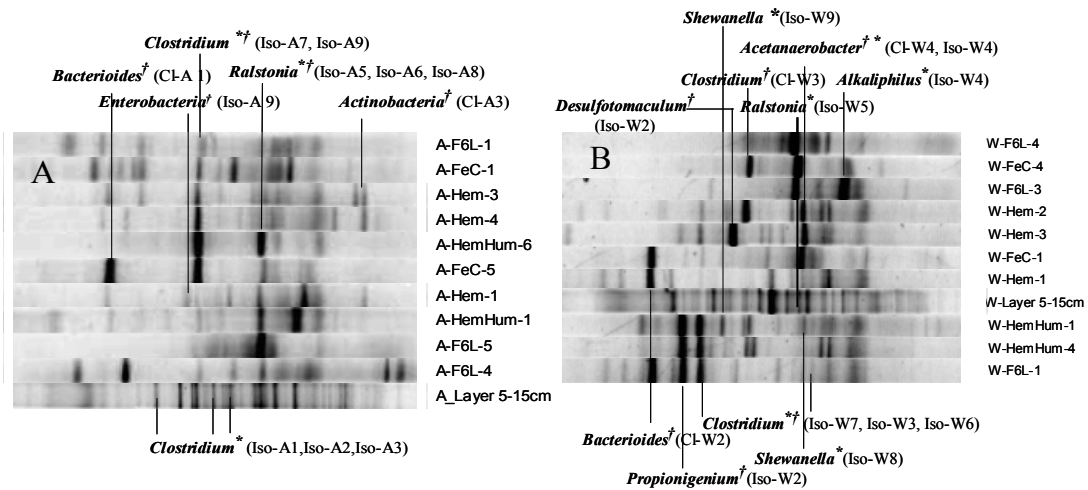 Clostridium *† (Iso-A7, Iso-A9)
Bacterioides† (Cl-A 1)
Ralstonia*† (Iso-A5, Iso-A6, Iso-A8)
Enterobacteria† (Iso-A 9)
Actinobacteria† (Cl-A3)
A
A-F6L-1
A-FeC-1
A-Hem-3
A-Hem-4
A-HemHum-6
A-FeC-5
A-Hem-1
A-HemHum-1
A-F6L-5
A-F6L-4
A_Layer 5-15cm
Clostridium* (Iso-A1,Iso-A2,Iso-A3)
Shewanella * (Iso-W9)
Acetanaerobacter† * (Cl-W4, Iso-W4)
Clostridium† (Cl-W3)
Alkaliphilus* (Iso-W4)
Desulfotomaculum†
(Iso-W2)
Ralstonia* (Iso-W5)
B
W-F6L-4
W-FeC-4
W-F6L-3
W-Hem-2
W-Hem-3
W-FeC-1
W-Hem-1
W-Layer 5-15cm
W-HemHum-1
W-HemHum-4
W-F6L-1
Clostridium*† (Iso-W7, Iso-W3, Iso-W6)
Bacterioides† (Cl-W2)
Shewanella* (Iso-W8)
Propionigenium† (Iso-W2)